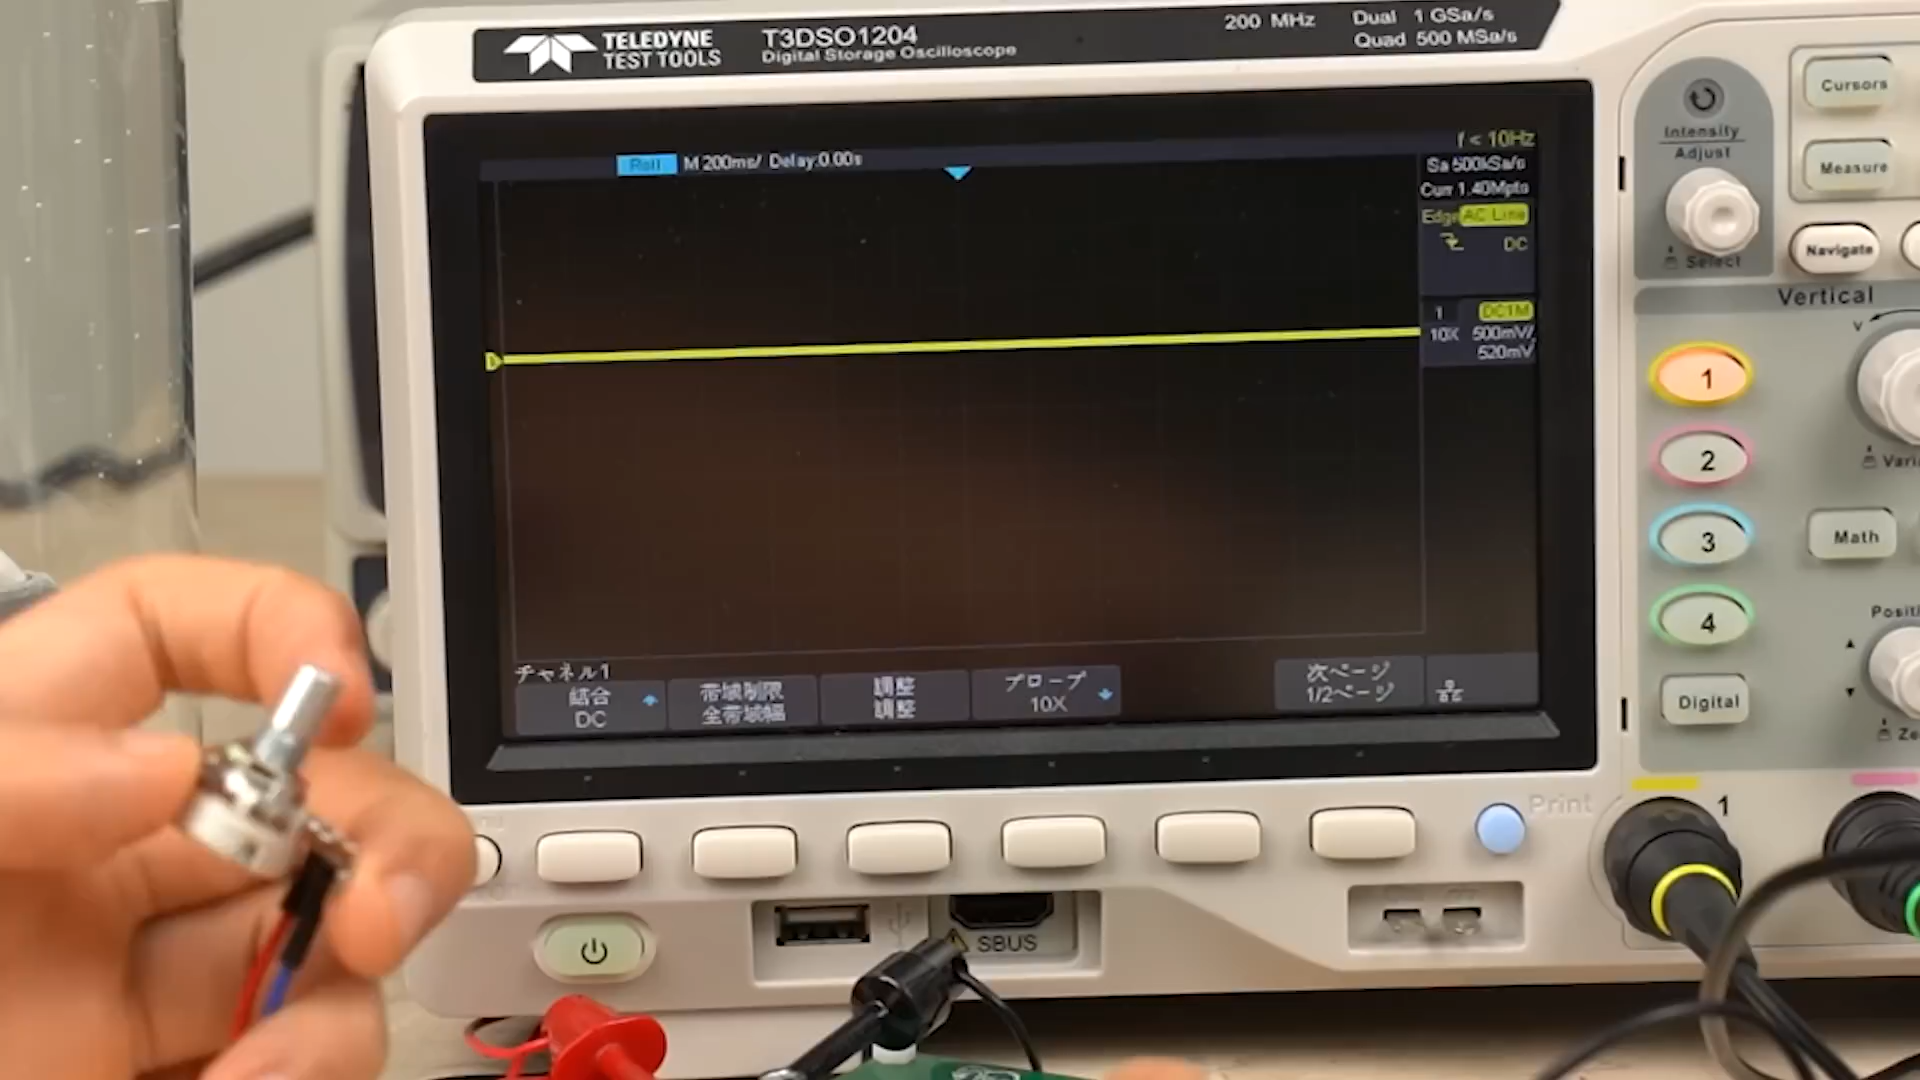 TELEDYNE
TEST TOOLS
T3DSO1204
Digital Storage Oscilloscope
200 MHz
Dual 1 GSa/s
Quad 500 MSa/s
f < 10Hz
Roll M 200ms/ Delay:0.00s
Sa 500kSa/s
Curr 1.40Mpts
Edge AC Line
DC
1 DC1M
10X 500mV/
520mV
チャネル1
結合
DC
帯域制限
全帯域幅
調整
調整
プローブ
10X
次ページ
1/2ページ
Intensity
Adjust
Select
Cursors
Measure
Navigate
Vertical
V
1
2
3
4
Math
Digital
Print
1
SBUS